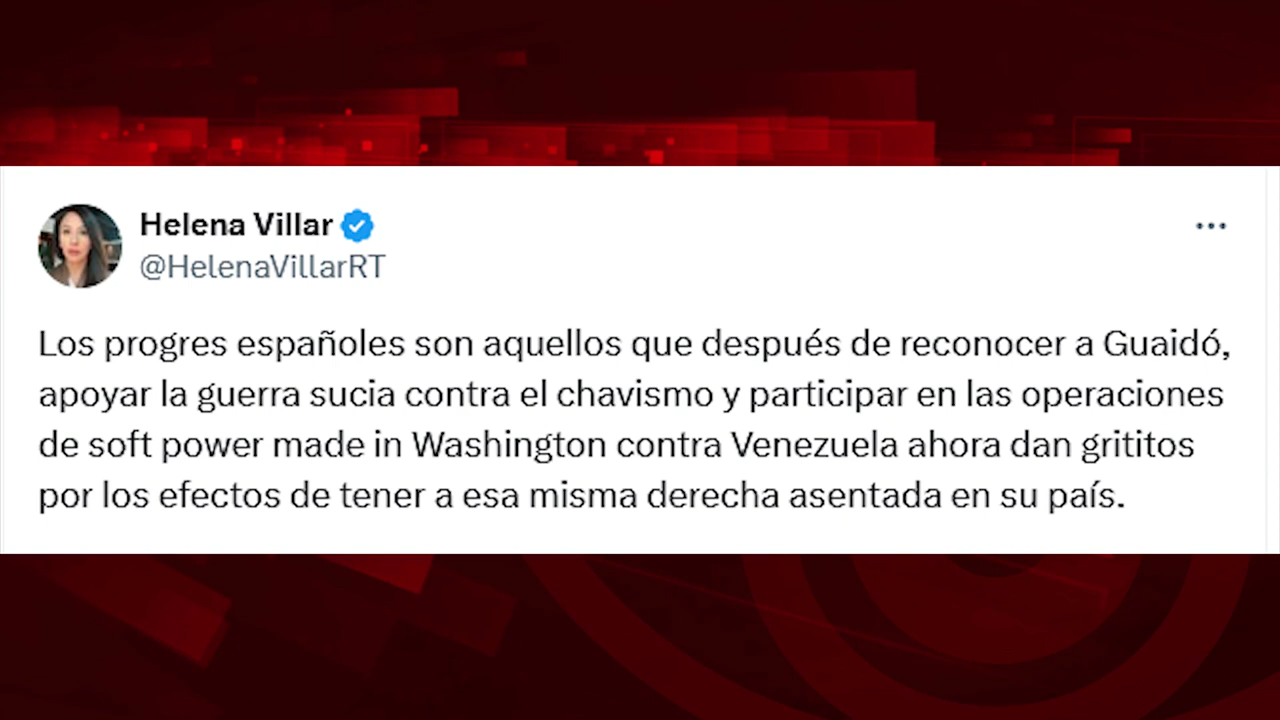 Helena Villar
@HelenaVillarRT
Los progres españoles son aquellos que después de reconocer a Guaidó,
apoyar la guerra sucia contra el chavismo y participar en las operaciones
de soft power made in Washington contra Venezuela ahora dan grititos
por los efectos de tener a esa misma derecha asentada en su país.